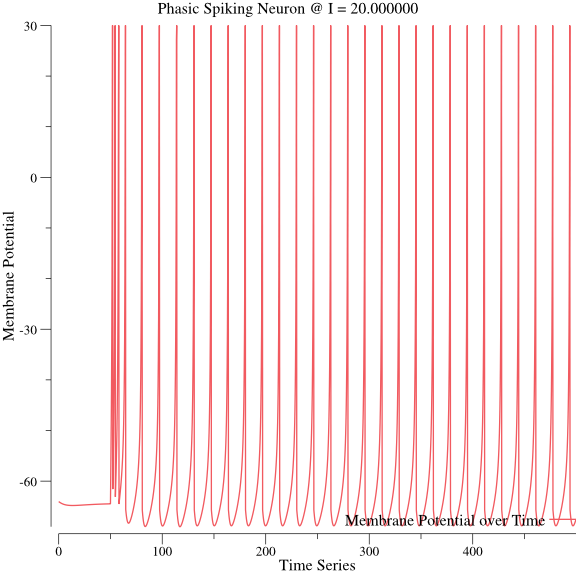 Phasic Spiking Neuron @ I = 20.000000
30
0
-30
-60
Membrane Potential
Membrane Potential over Time
0 100 200 300 400
Time Series